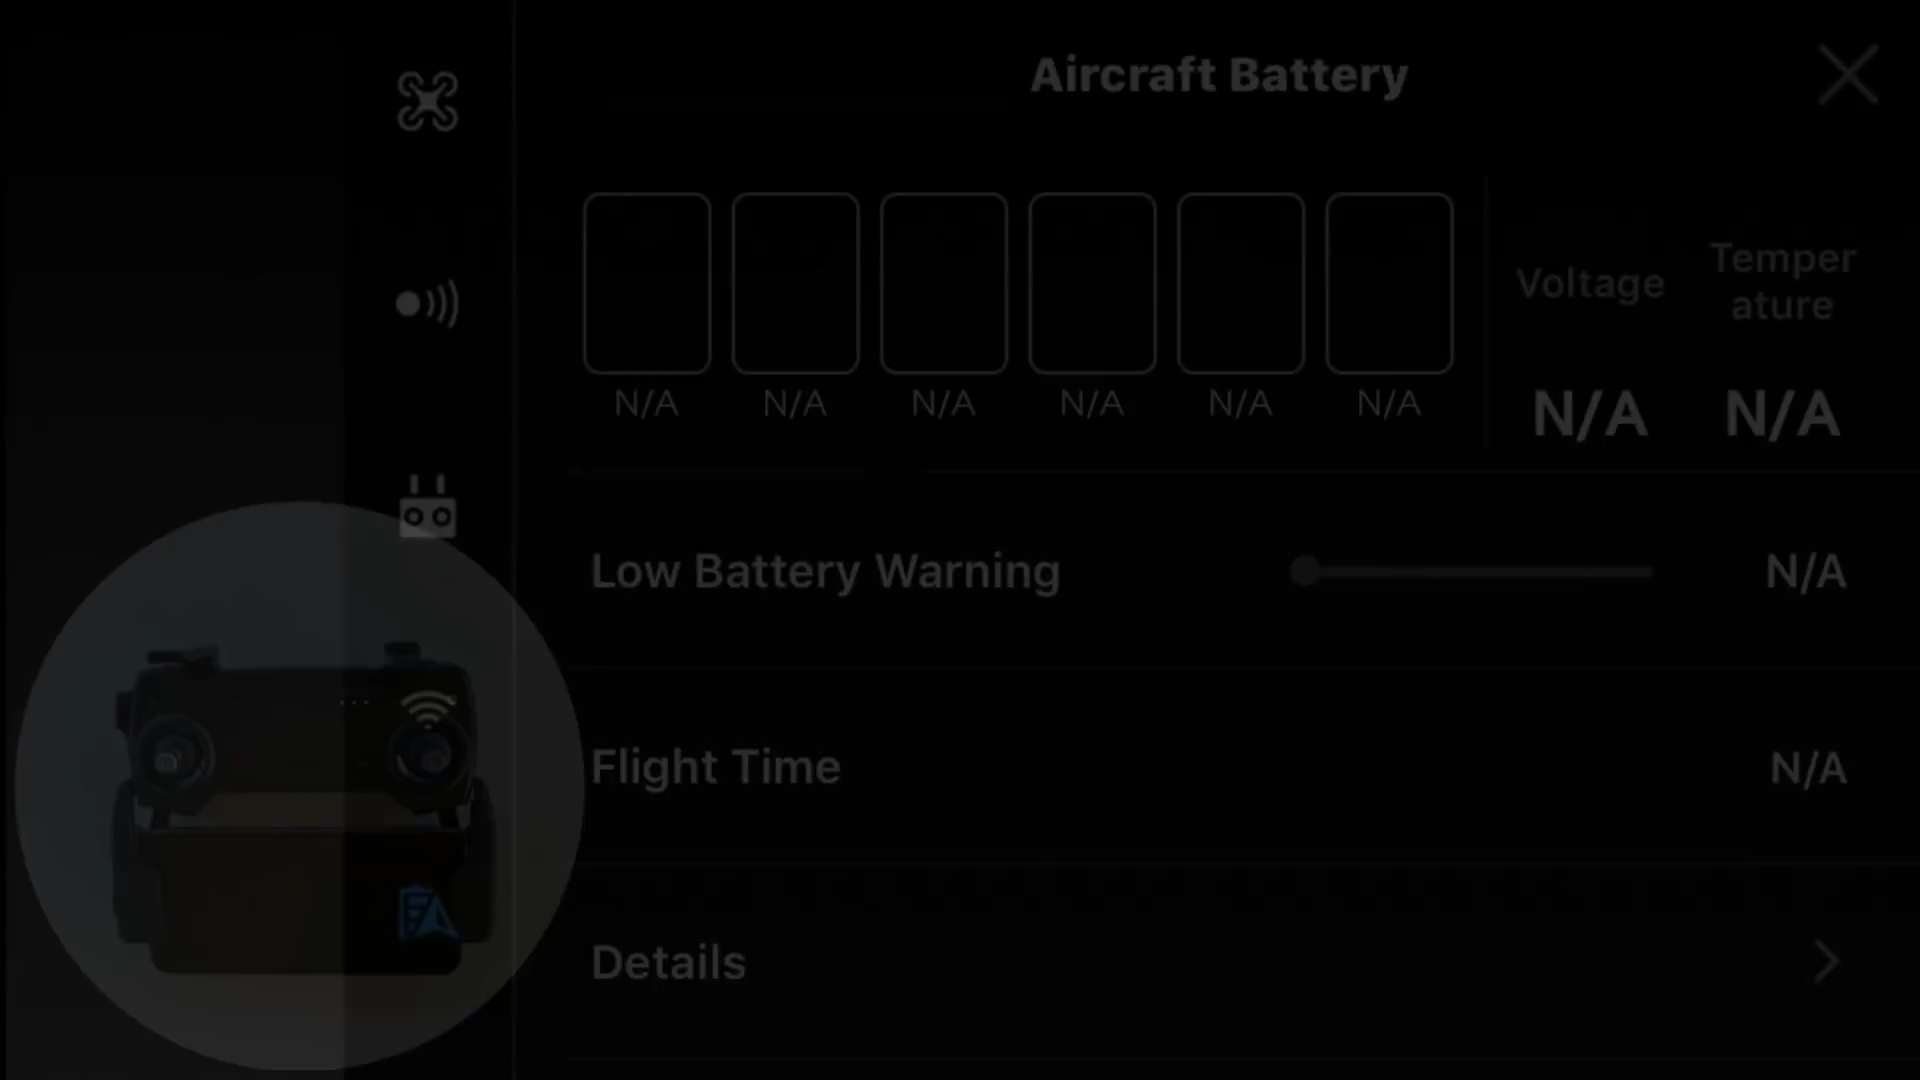 Aircraft Battery
Voltage
Temper
ature
N/A N/A N/A N/A N/A N/A
N/A N/A
Low Battery Warning N/A
Flight Time N/A
Details